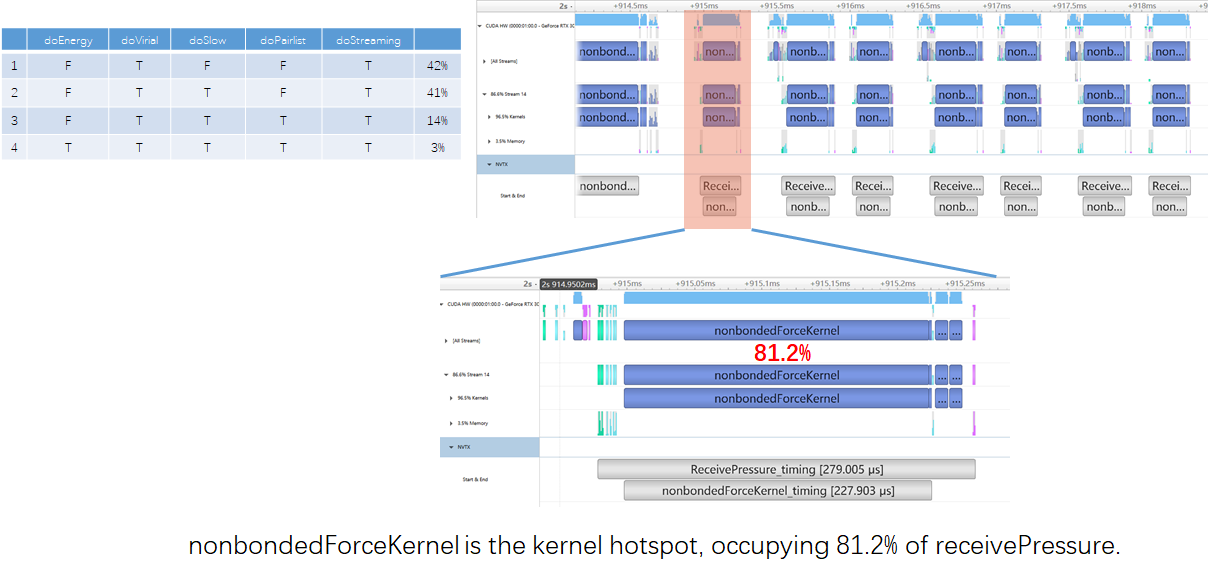 doEnergy doVirial doSlow doPairlist doStreaming
1 F T F F T 42%
2 F T T F T 41%
3 F T T T T 14%
4 T T T T T 3%
2s +914.5ms +915ms +915.5ms +916ms +916.5ms +917ms +917.5ms +918ms
CUDA HW (0000:01:00.0 - GeForce RTX 3C
nonbond... non... nonb... non... nonb... non... nonb... non...
[All Streams]
86.6% Stream 14
nonbond... non... nonb... non... nonb... non... nonb... non...
96.5% Kernels
nonbond... non... nonb... non... nonb... non... nonb... non...
3.5% Memory
NVTX
nonbond... Recei... Receive... Recei... Receive... Recei... Receive... Recei...
Start & End
non... nonb... non... nonb... non... nonb... non...
2s 2s 914.9502ms +915ms +915.05ms +915.1ms +915.15ms +915.2ms +915.25ms
CUDA HW (0000:01:00.0 - GeForce RTX 3C
nonbondedForceKernel ... ...
[All Streams]
81.2%
86.6% Stream 14
nonbondedForceKernel ... ...
96.5% Kernels
nonbondedForceKernel ... ...
3.5% Memory
NVTX
ReceivePressure_timing [279.005 μs]
Start & End
nonbondedForceKernel_timing [227.903 μs]
nonbondedForceKernel is the kernel hotspot, occupying 81.2% of receivePressure.